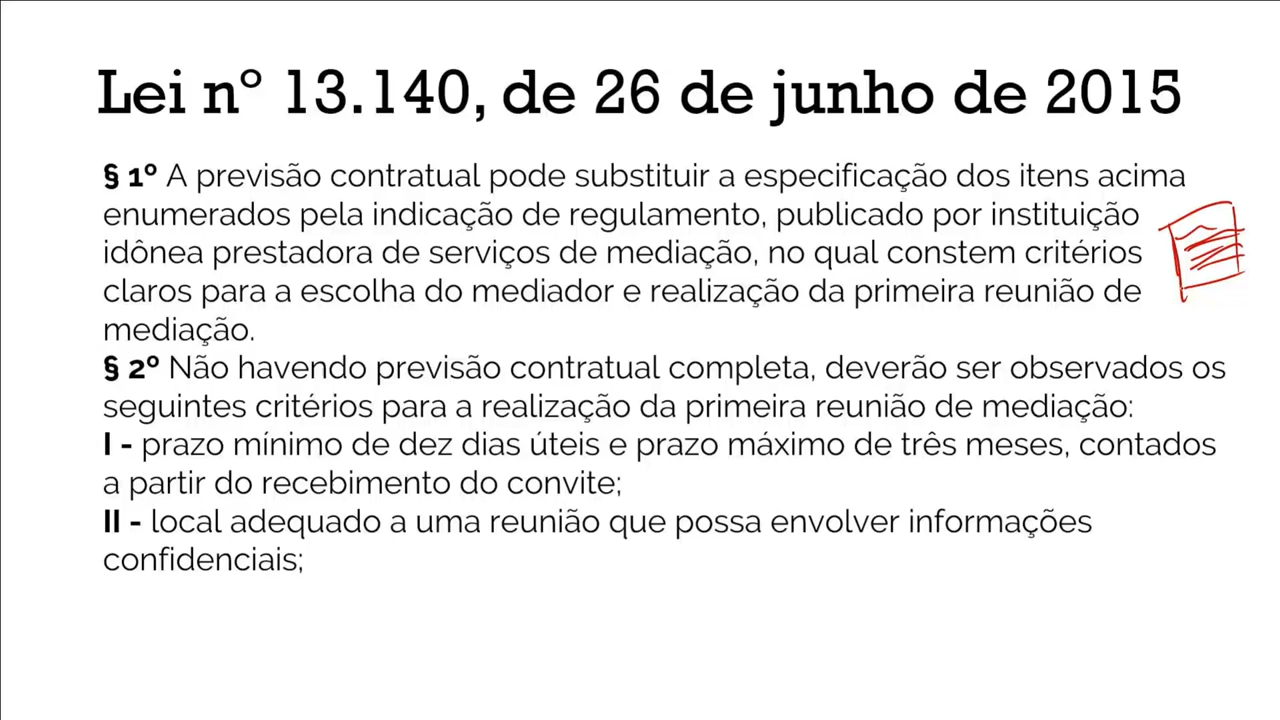 Lei nº 13.140, de 26 de junho de 2015
§ 1º A previsão contratual pode substituir a especificação dos itens acima
enumerados pela indicação de regulamento, publicado por instituição
idônea prestadora de serviços de mediação, no qual constem critérios
claros para a escolha do mediador e realização da primeira reunião de
mediação.
§ 2º Não havendo previsão contratual completa, deverão ser observados os
seguintes critérios para a realização da primeira reunião de mediação:
I - prazo mínimo de dez dias úteis e prazo máximo de três meses, contados
a partir do recebimento do convite;
II - local adequado a uma reunião que possa envolver informações
confidenciais;